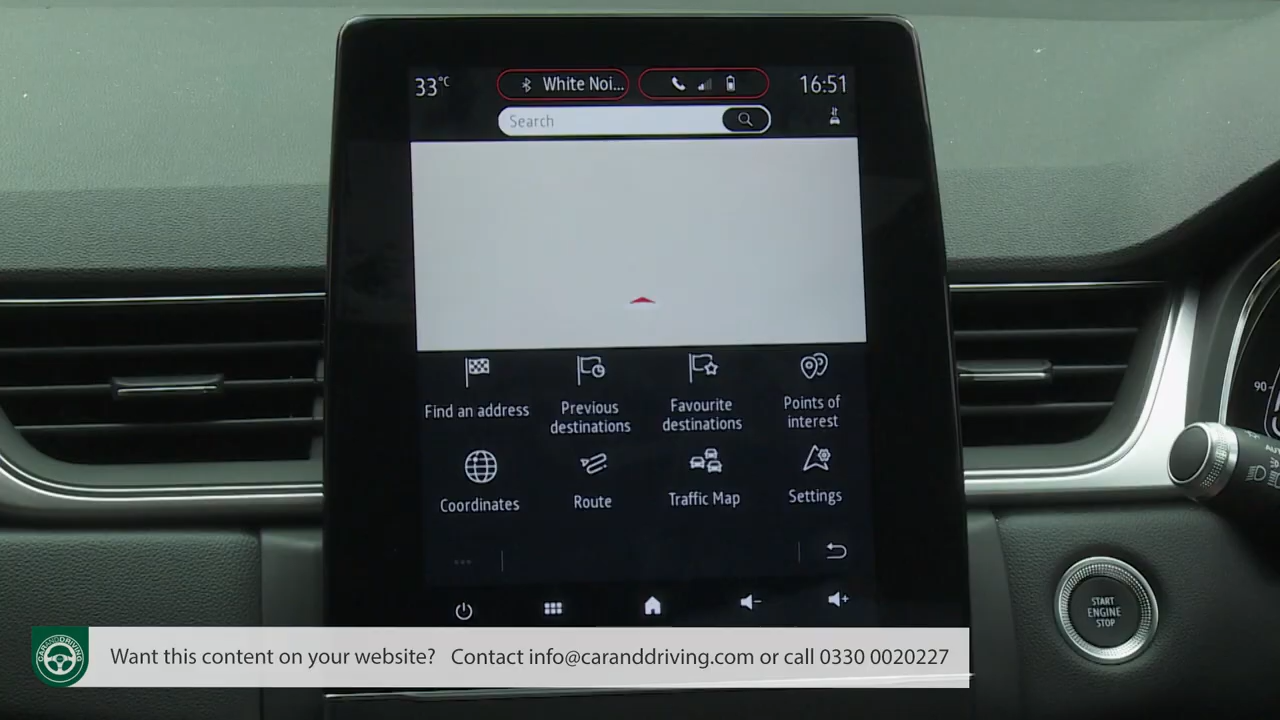 33°C
White Noi...
16:51
Search
Find an address
Previous
destinations
Favourite
destinations
Points of
interest
Coordinates
Route
Traffic Map
Settings
90
AUTO
START
ENGINE
STOP
CARANDDRIVING
Want this content on your website? Contact info@caranddriving.com or call 0330 0020227